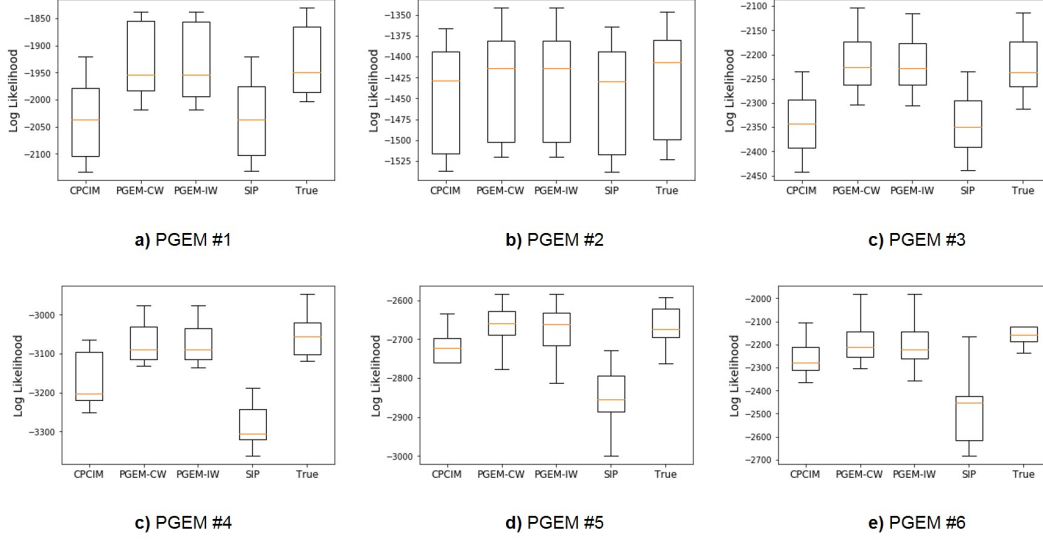 Log Likelihood
−1850
−1900
−1950
−2000
−2050
−2100
CPCIM PGEM-CW PGEM-IW SIP True
a) PGEM #1
Log Likelihood
−1350
−1375
−1400
−1425
−1450
−1475
−1500
−1525
CPCIM PGEM-CW PGEM-IW SIP True
b) PGEM #2
Log Likelihood
−2100
−2150
−2200
−2250
−2300
−2350
−2400
−2450
CPCIM PGEM-CW PGEM-IW SIP True
c) PGEM #3
Log Likelihood
−3000
−3100
−3200
−3300
CPCIM PGEM-CW PGEM-IW SIP True
c) PGEM #4
Log Likelihood
−2600
−2700
−2800
−2900
−3000
CPCIM PGEM-CW PGEM-IW SIP True
d) PGEM #5
Log Likelihood
−2000
−2100
−2200
−2300
−2400
−2500
−2600
−2700
CPCIM PGEM-CW PGEM-IW SIP True
e) PGEM #6